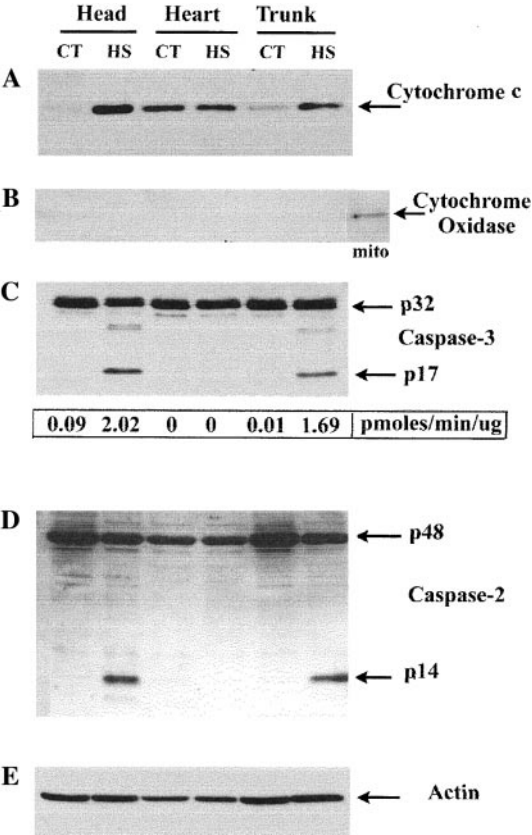 Head Heart Trunk
CT HS CT HS CT HS
A
Cytochrome c
B
Cytochrome
Oxidase
mito
C
p32
Caspase-3
p17
0.09 2.02 0 0 0.01 1.69 pmoles/min/ug
D
p48
Caspase-2
p14
E
Actin